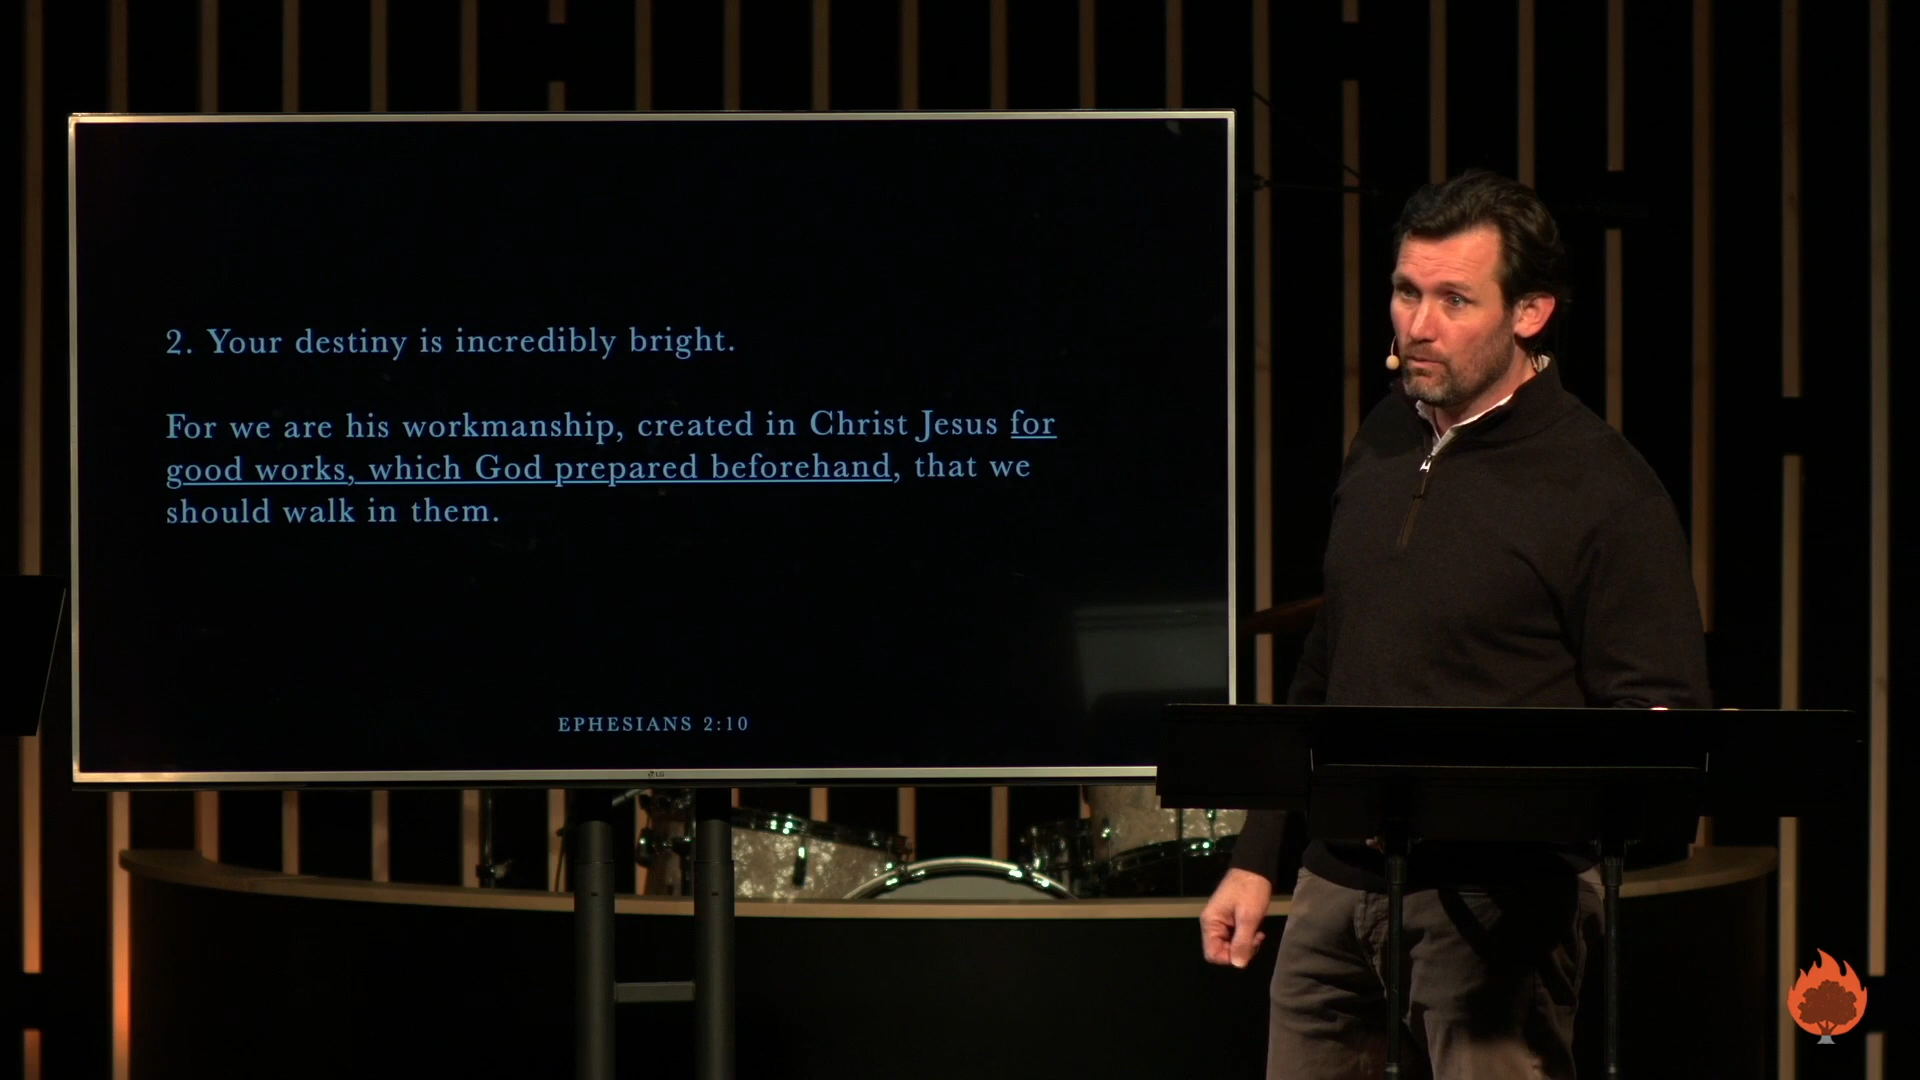 2. Your destiny is incredibly bright.
For we are his workmanship, created in Christ Jesus for
good works, which God prepared beforehand, that we
should walk in them.
EPHESIANS 2:10
LG